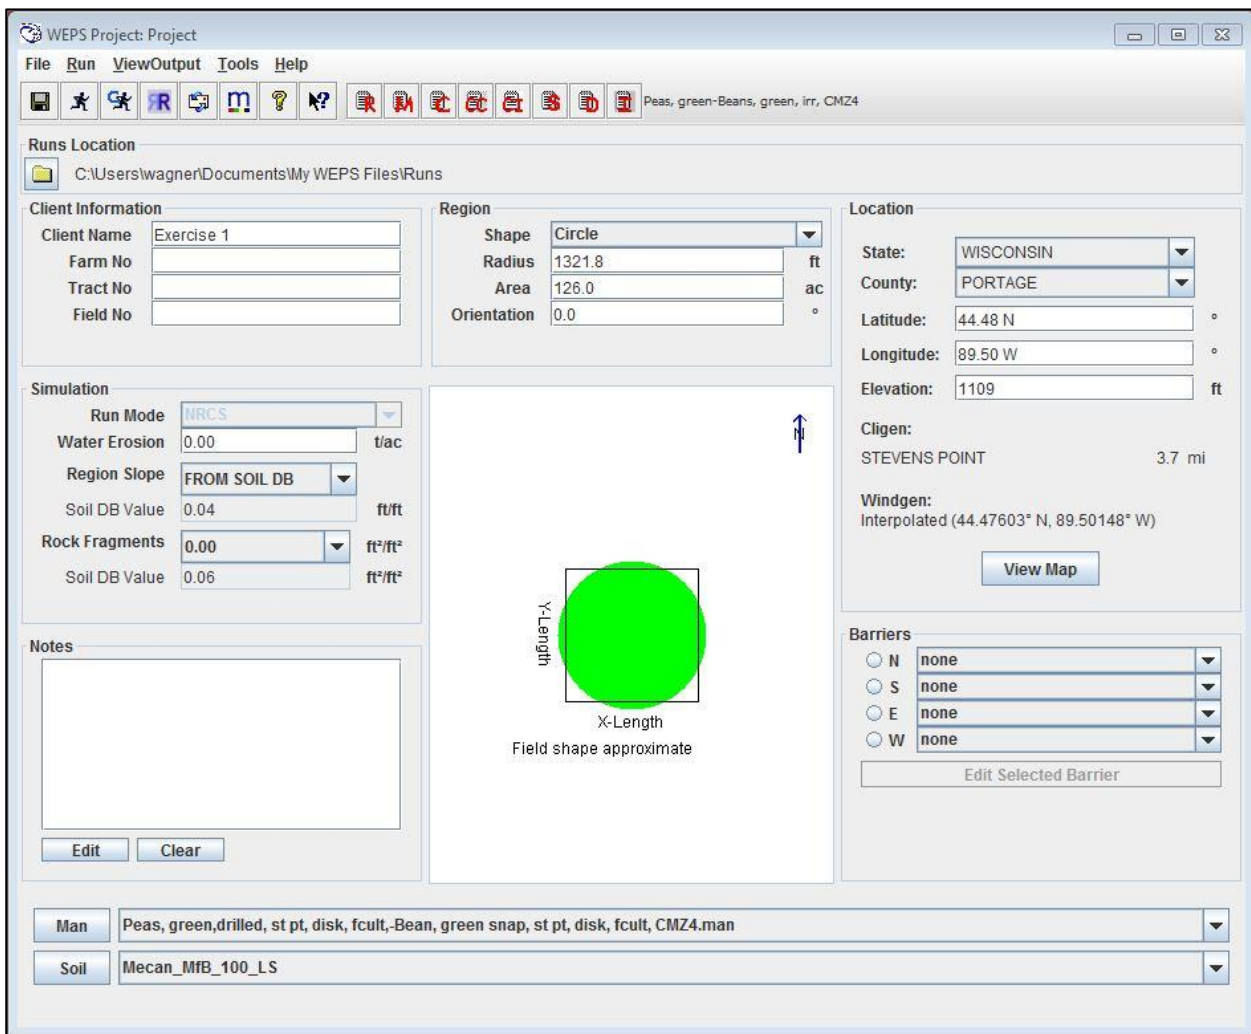 WEPS Project: Project
File Run ViewOutput Tools Help
R M C S D Peas, green-Beans, green, irr, CMZ4
Runs Location
C:\Users\wagner\Documents\My WEPS Files\Runs
Client Information
Client Name Exercise 1
Farm No
Tract No
Field No
Region
Shape Circle
Radius 1321.8 ft
Area 126.0 ac
Orientation 0.0 °
Location
State: WISCONSIN
County: PORTAGE
Latitude: 44.48 N °
Longitude: 89.50 W °
Elevation: 1109 ft
Cligen:
STEVENS POINT 3.7 mi
Windgen:
Interpolated (44.47603° N, 89.50148° W)
View Map
Simulation
Run Mode NRCS
Water Erosion 0.00 t/ac
Region Slope FROM SOIL DB
Soil DB Value 0.04 ft/ft
Rock Fragments 0.00 ft²/ft²
Soil DB Value 0.06 ft²/ft²
N
Y-Length
X-Length
Field shape approximate
Barriers
N none
S none
E none
W none
Edit Selected Barrier
Notes
Edit Clear
Man Peas, green,drilled, st pt, disk, fcult,-Bean, green snap, st pt, disk, fcult, CMZ4.man
Soil Mecan_MfB_100_LS